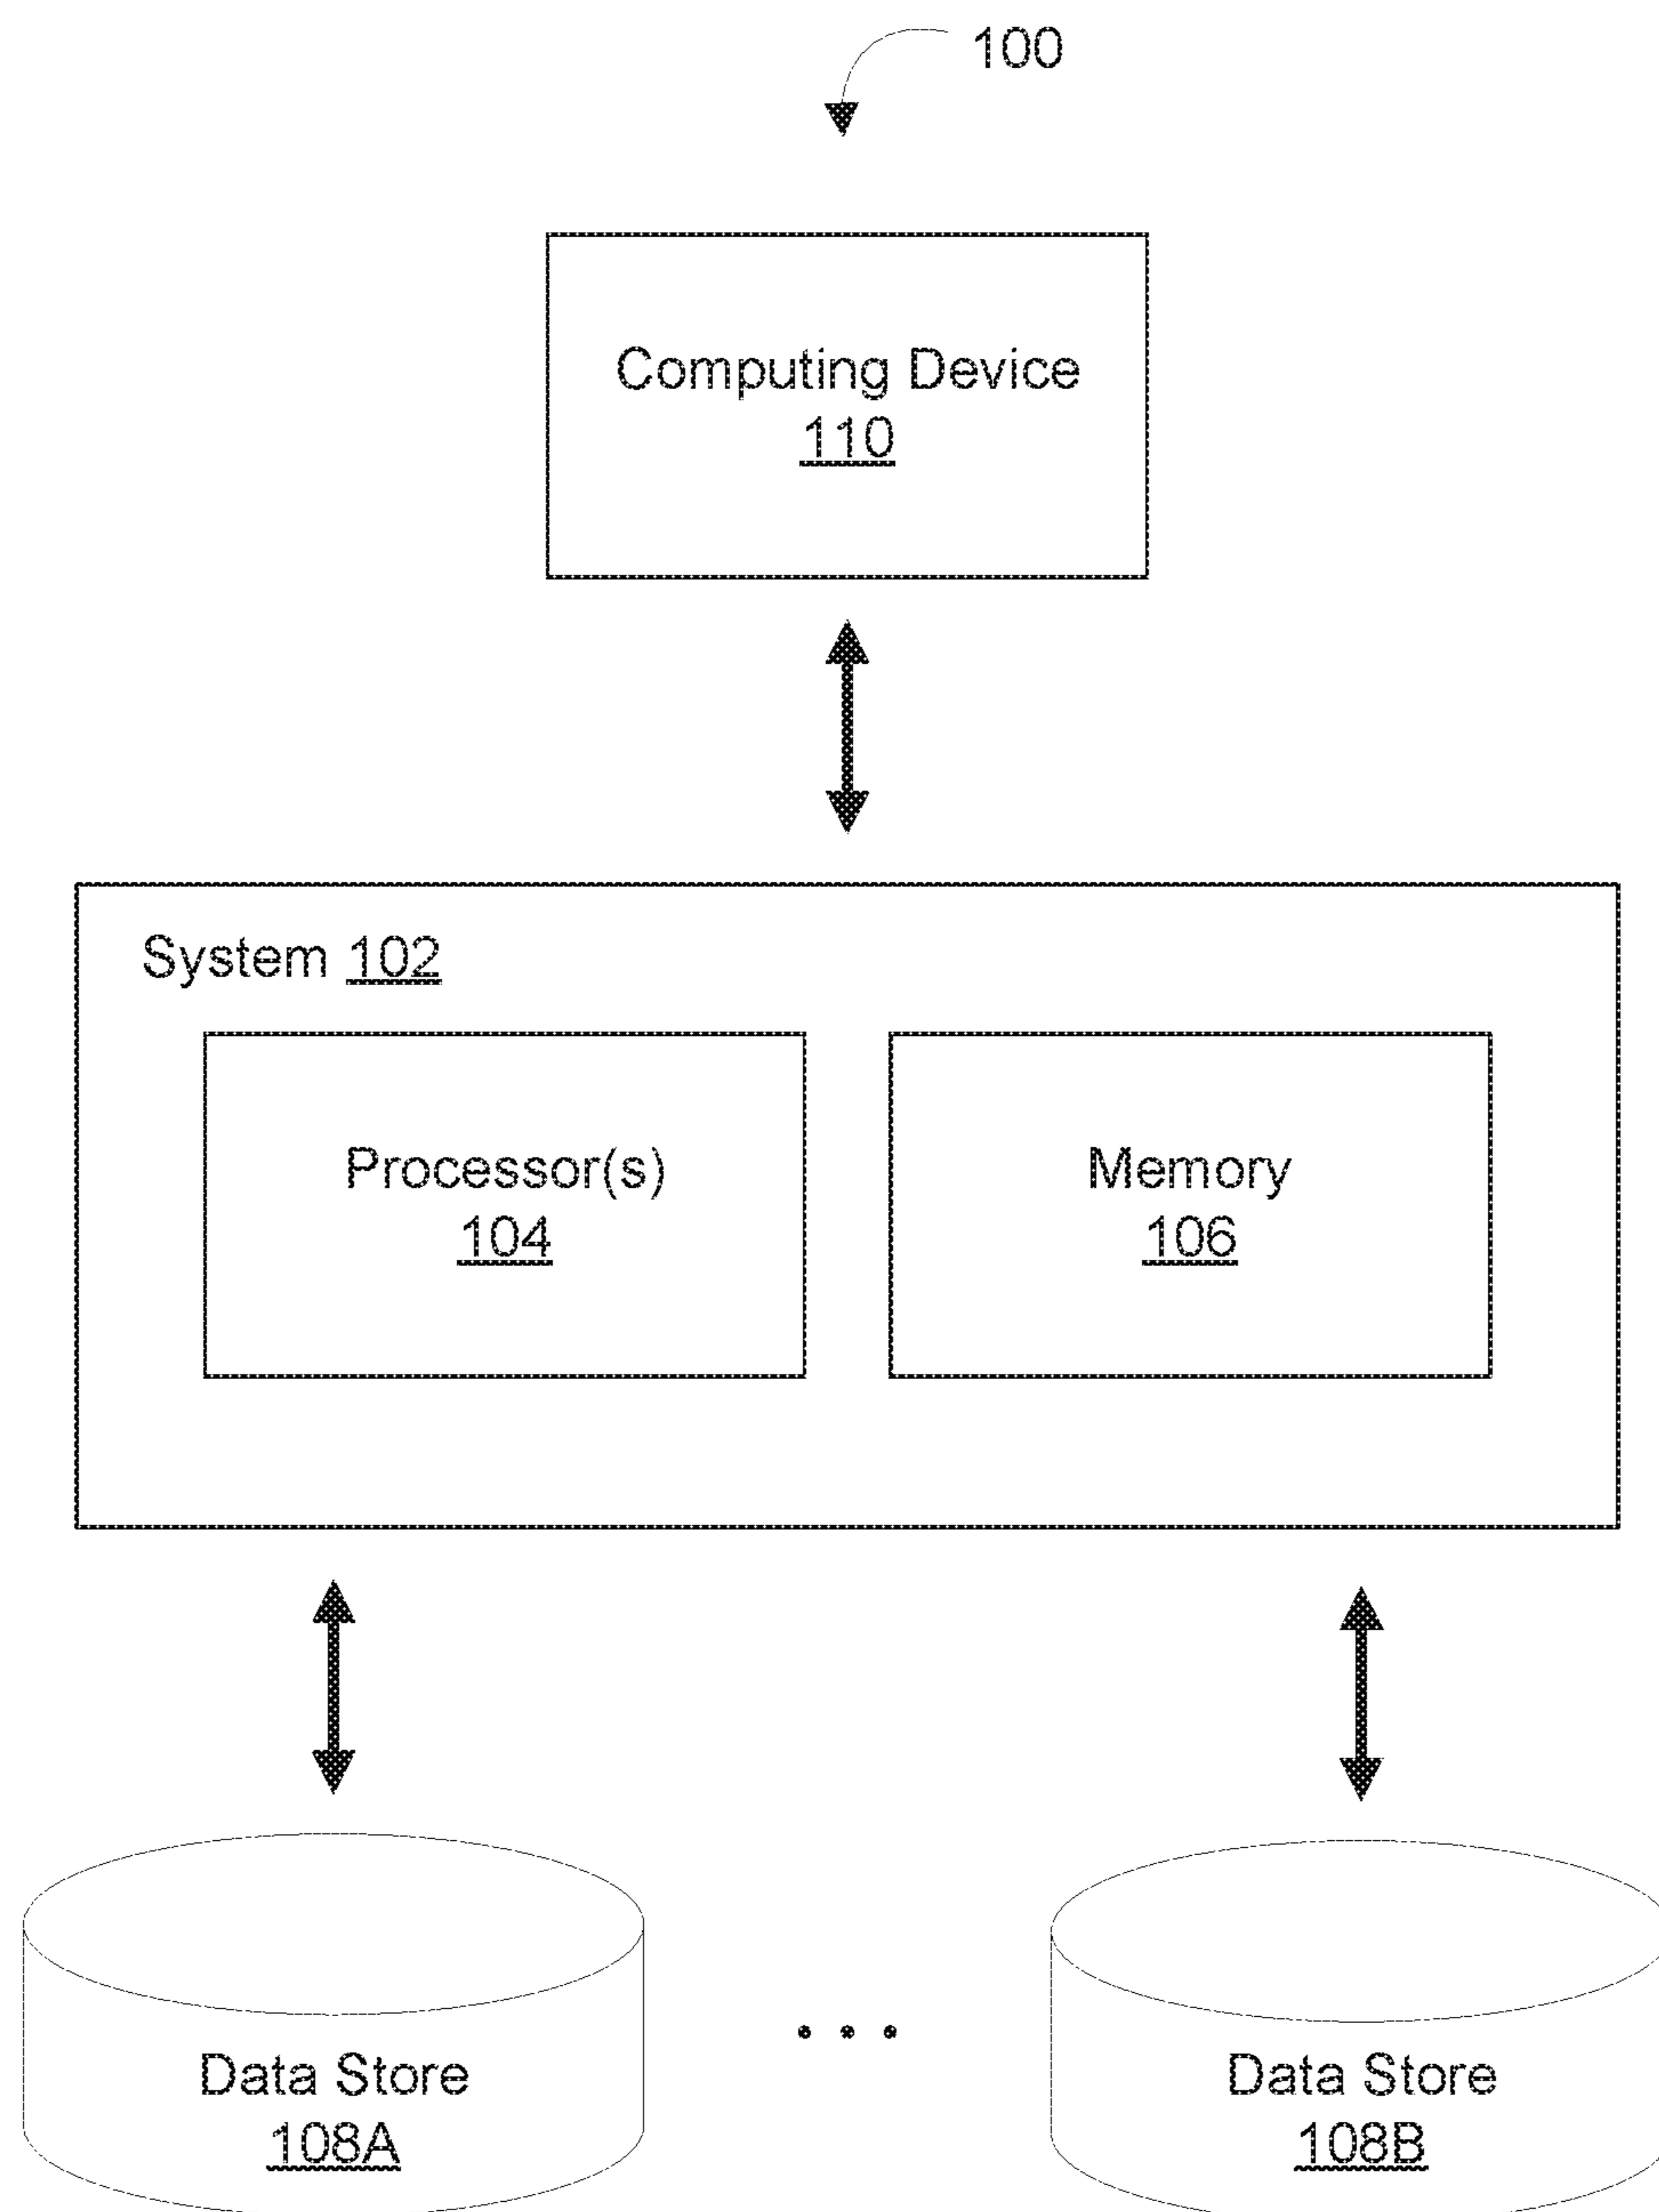 100
Computing Device
110
System 102
Processor(s)
104
Memory
106
Data Store
108A
...
Data Store
108B